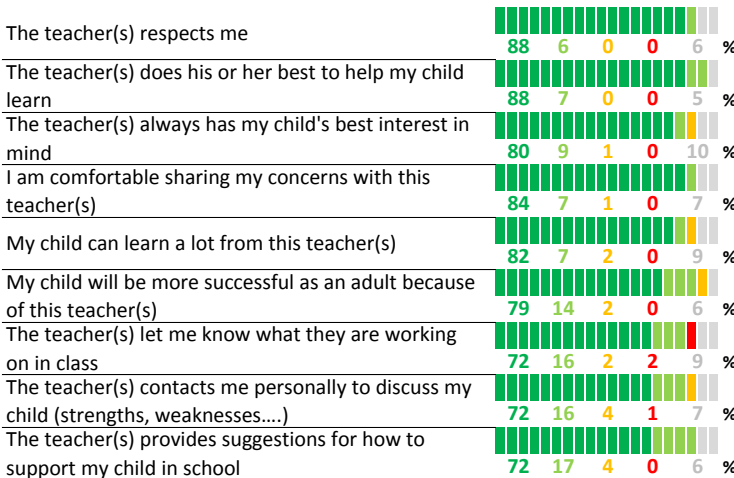 The teacher(s) respects me
88 6 0 0 6 %
The teacher(s) does his or her best to help my child
learn
88 7 0 0 5 %
The teacher(s) always has my child's best interest in
mind
80 9 1 0 10 %
I am comfortable sharing my concerns with this
teacher(s)
84 7 1 0 7 %
My child can learn a lot from this teacher(s)
82 7 2 0 9 %
My child will be more successful as an adult because
of this teacher(s)
79 14 2 0 6 %
The teacher(s) let me know what they are working
on in class
72 16 2 2 9 %
The teacher(s) contacts me personally to discuss my
child (strengths, weaknesses....)
72 16 4 1 7 %
The teacher(s) provides suggestions for how to
support my child in school
72 17 4 0 6 %